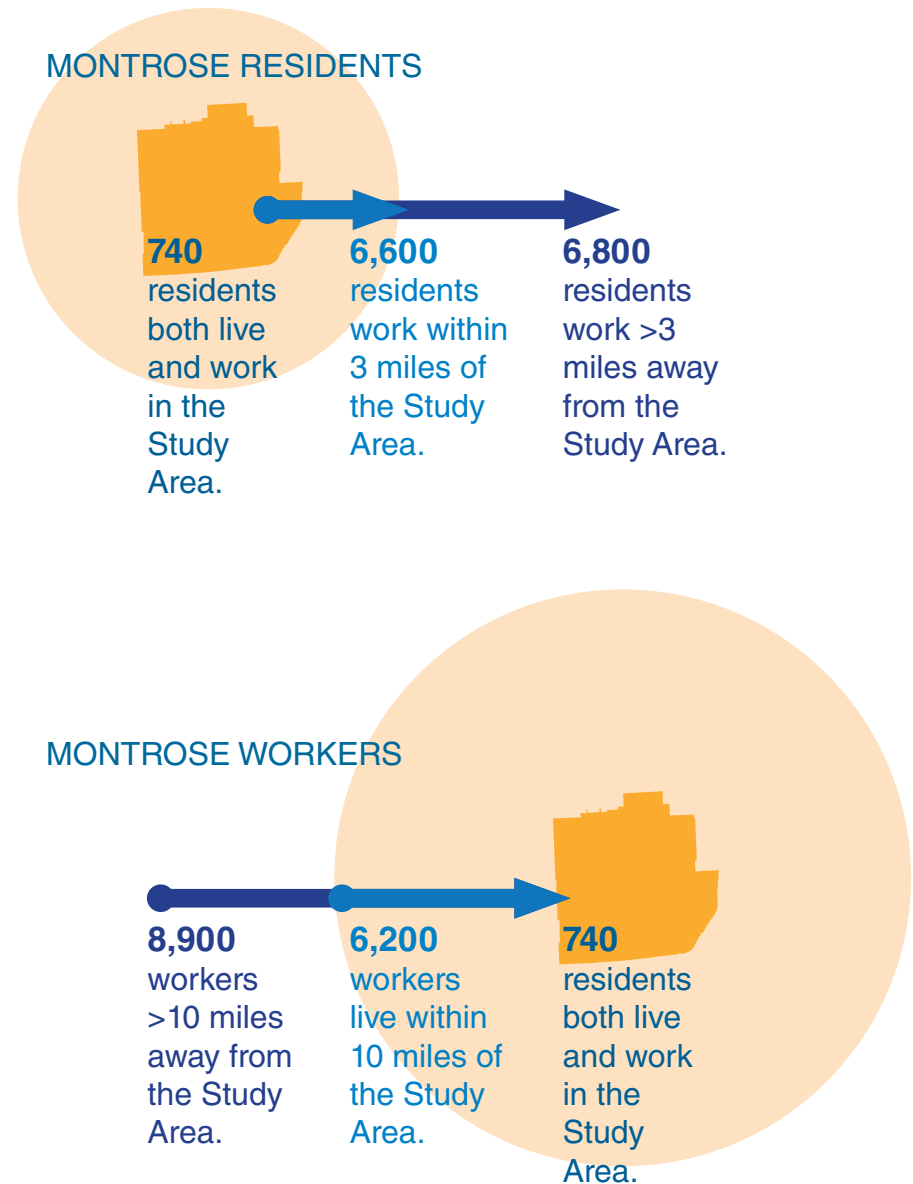 MONTROSE RESIDENTS
740
residents
both live
and work
in the
Study
Area.
6,600
residents
work within
3 miles of
the Study
Area.
6,800
residents
work >3
miles away
from the
Study Area.
MONTROSE WORKERS
8,900
workers
>10 miles
away from
the Study
Area.
6,200
workers
live within
10 miles of
the Study
Area.
740
residents
both live
and work
in the
Study
Area.